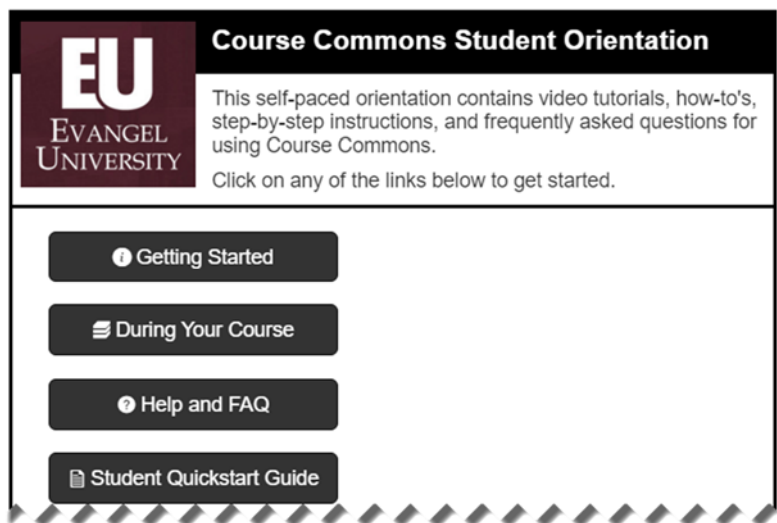 EU
EVANGEL
UNIVERSITY
Course Commons Student Orientation
This self-paced orientation contains video tutorials, how-to's,
step-by-step instructions, and frequently asked questions for
using Course Commons.
Click on any of the links below to get started.
Getting Started
During Your Course
Help and FAQ
Student Quickstart Guide